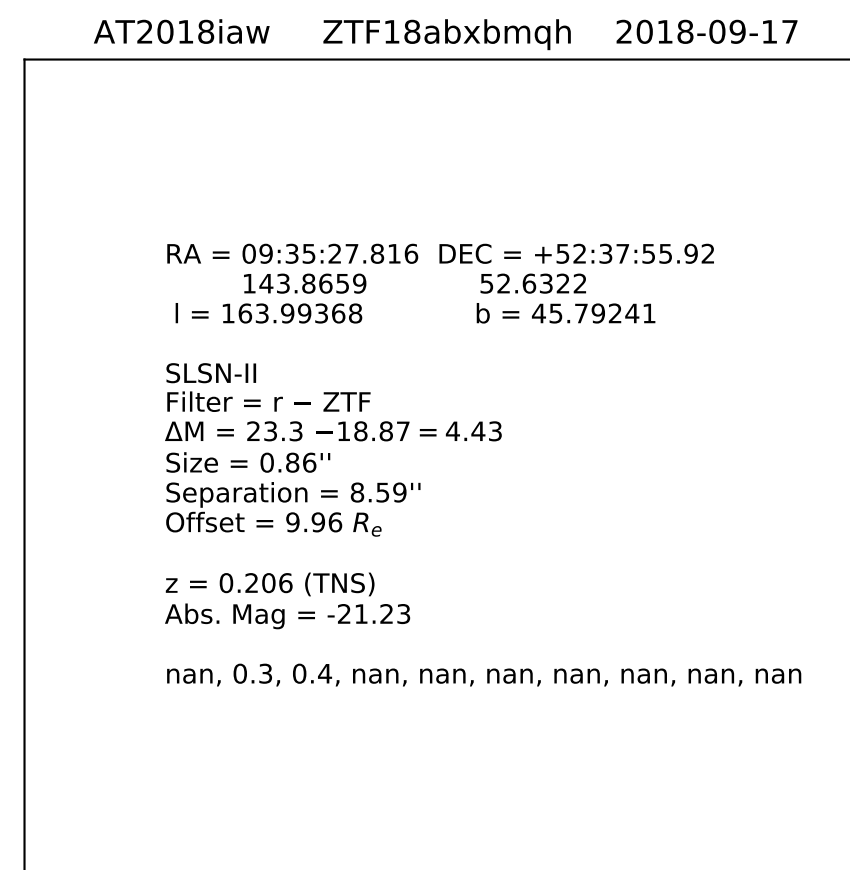 AT2018iaw ZTF18abxbmqh 2018-09-17
RA = 09:35:27.816 DEC = +52:37:55.92
143.8659 52.6322
l = 163.99368 b = 45.79241
SLSN-II
Filter = r − ZTF
ΔM = 23.3 −18.87 = 4.43
Size = 0.86''
Separation = 8.59''
Offset = 9.96 Rₑ
z = 0.206 (TNS)
Abs. Mag = -21.23
nan, 0.3, 0.4, nan, nan, nan, nan, nan, nan, nan